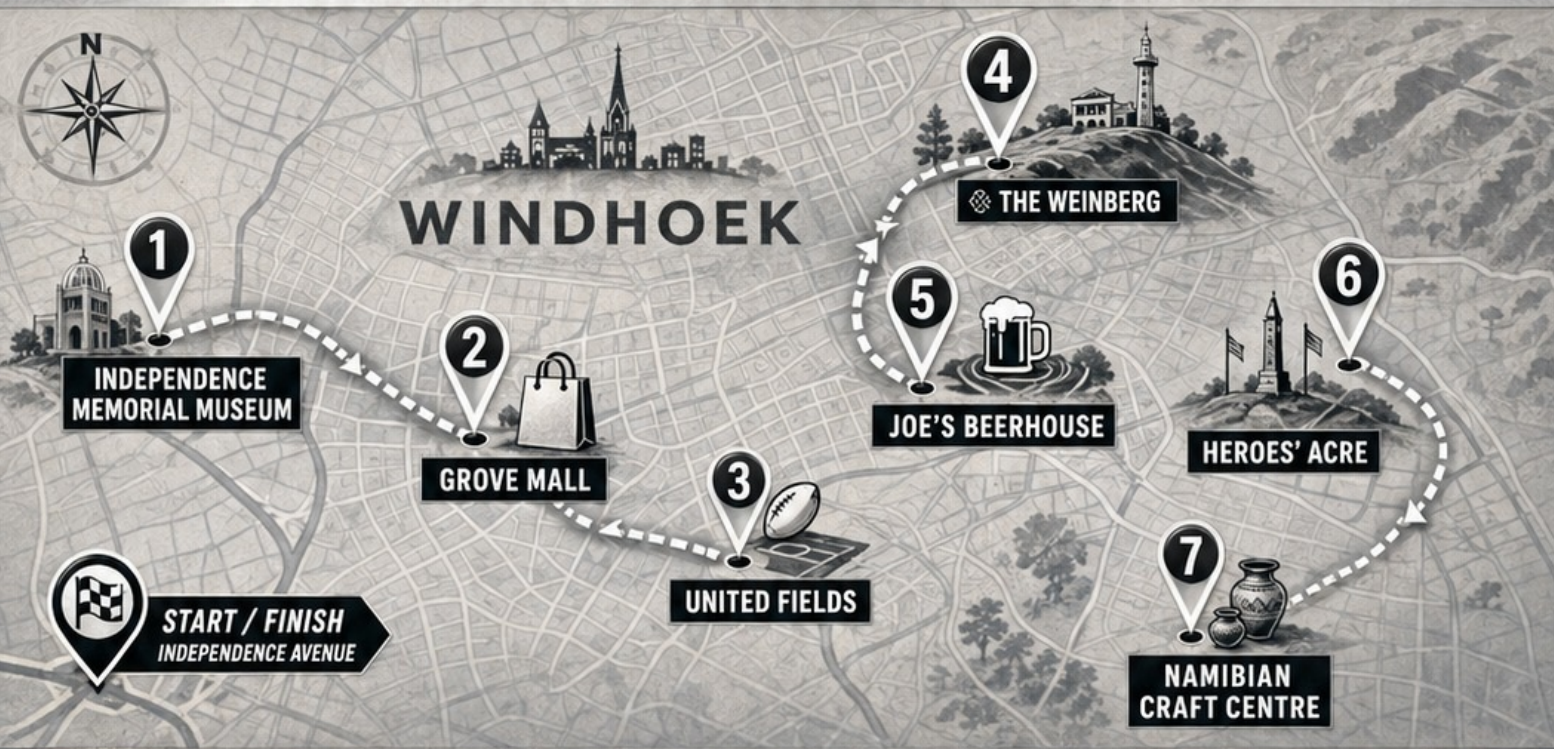 N
WINDHOEK
1
INDEPENDENCE
MEMORIAL MUSEUM
2
GROVE MALL
3
UNITED FIELDS
4
THE WEINBERG
5
JOE'S BEERHOUSE
6
HEROES' ACRE
7
NAMIBIAN
CRAFT CENTRE
START / FINISH
INDEPENDENCE AVENUE